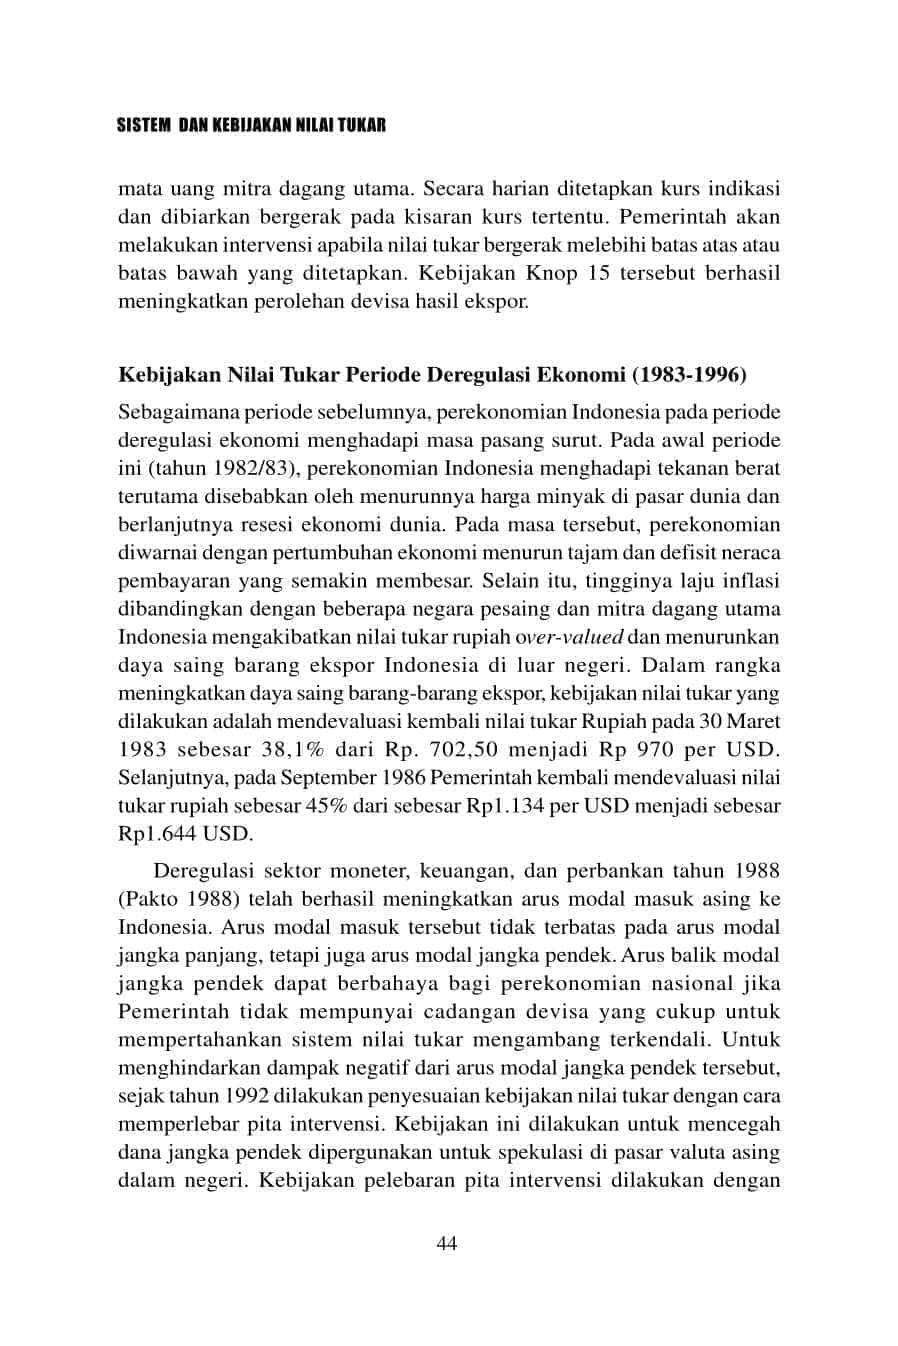 SISTEM DAN KEBIJAKAN NILAI TUKAR
mata uang mitra dagang utama. Secara harian ditetapkan kurs indikasi
dan dibiarkan bergerak pada kisaran kurs tertentu. Pemerintah akan
melakukan intervensi apabila nilai tukar bergerak melebihi batas atas atau
batas bawah yang ditetapkan. Kebijakan Knop 15 tersebut berhasil
meningkatkan perolehan devisa hasil ekspor.
Kebijakan Nilai Tukar Periode Deregulasi Ekonomi (1983-1996)
Sebagaimana periode sebelumnya, perekonomian Indonesia pada periode
deregulasi ekonomi menghadapi masa pasang surut. Pada awal periode
ini (tahun 1982/83), perekonomian Indonesia menghadapi tekanan berat
terutama disebabkan oleh menurunnya harga minyak di pasar dunia dan
berlanjutnya resesi ekonomi dunia. Pada masa tersebut, perekonomian
diwarnai dengan pertumbuhan ekonomi menurun tajam dan defisit neraca
pembayaran yang semakin membesar. Selain itu, tingginya laju inflasi
dibandingkan dengan beberapa negara pesaing dan mitra dagang utama
Indonesia mengakibatkan nilai tukar rupiah over-valued dan menurunkan
daya saing barang ekspor Indonesia di luar negeri. Dalam rangka
meningkatkan daya saing barang-barang ekspor, kebijakan nilai tukar yang
dilakukan adalah mendevaluasi kembali nilai tukar Rupiah pada 30 Maret
1983 sebesar 38,1% dari Rp. 702,50 menjadi Rp 970 per USD.
Selanjutnya, pada September 1986 Pemerintah kembali mendevaluasi nilai
tukar rupiah sebesar 45% dari sebesar Rp1.134 per USD menjadi sebesar
Rp1.644 USD.
Deregulasi sektor moneter, keuangan, dan perbankan tahun 1988
(Pakto 1988) telah berhasil meningkatkan arus modal masuk asing ke
Indonesia. Arus modal masuk tersebut tidak terbatas pada arus modal
jangka panjang, tetapi juga arus modal jangka pendek. Arus balik modal
jangka pendek dapat berbahaya bagi perekonomian nasional jika
Pemerintah tidak mempunyai cadangan devisa yang cukup untuk
mempertahankan sistem nilai tukar mengambang terkendali. Untuk
menghindarkan dampak negatif dari arus modal jangka pendek tersebut,
sejak tahun 1992 dilakukan penyesuaian kebijakan nilai tukar dengan cara
memperlebar pita intervensi. Kebijakan ini dilakukan untuk mencegah
dana jangka pendek dipergunakan untuk spekulasi di pasar valuta asing
dalam negeri. Kebijakan pelebaran pita intervensi dilakukan dengan
44